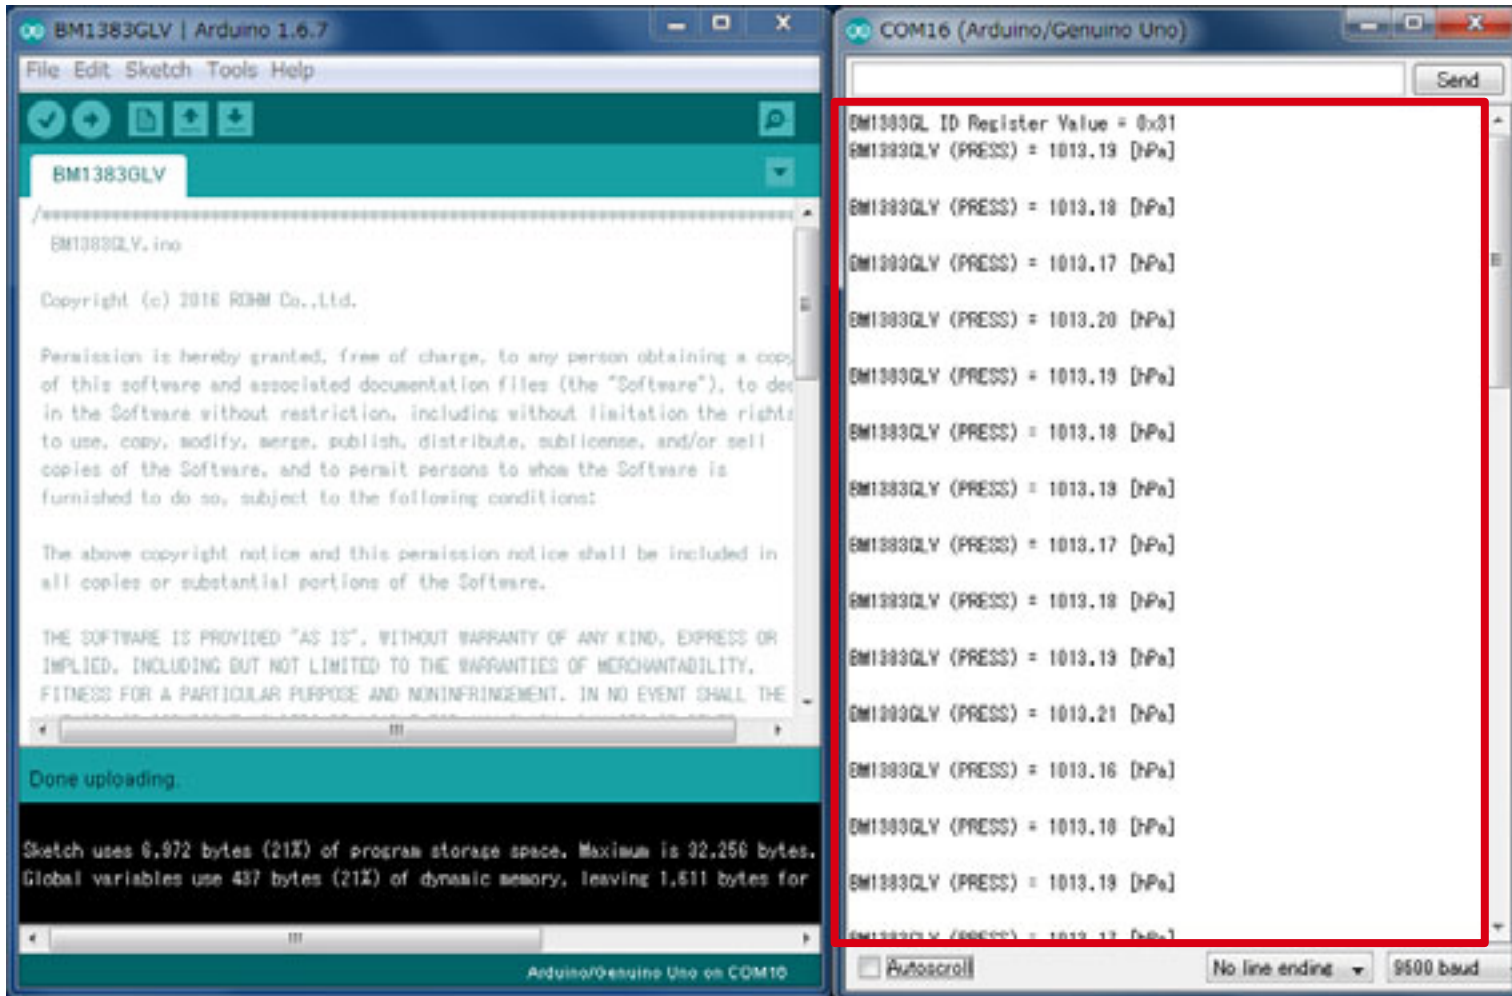 BM1383GLV | Arduino 1.6.7
File Edit Sketch Tools Help
BM1383GLV
/****************************************************************************
BM1383GLV.ino
Copyright (c) 2016 ROHM Co.,Ltd.
Permission is hereby granted, free of charge, to any person obtaining a copy
of this software and associated documentation files (the "Software"), to dea
in the Software without restriction, including without limitation the rights
to use, copy, modify, merge, publish, distribute, sublicense, and/or sell
copies of the Software, and to permit persons to whom the Software is
furnished to do so, subject to the following conditions:
The above copyright notice and this permission notice shall be included in
all copies or substantial portions of the Software.
THE SOFTWARE IS PROVIDED "AS IS", WITHOUT WARRANTY OF ANY KIND, EXPRESS OR
IMPLIED, INCLUDING BUT NOT LIMITED TO THE WARRANTIES OF MERCHANTABILITY,
FITNESS FOR A PARTICULAR PURPOSE AND NONINFRINGEMENT. IN NO EVENT SHALL THE
Done uploading.
Sketch uses 6,972 bytes (21%) of program storage space. Maximum is 32,256 bytes.
Global variables use 437 bytes (21%) of dynamic memory, leaving 1,611 bytes for
Arduino/Genuino Uno on COM16
COM16 (Arduino/Genuino Uno)
Send
BM1383GL ID Register Value = 0x31
BM1383GLV (PRESS) = 1013.19 [hPa]
BM1383GLV (PRESS) = 1013.18 [hPa]
BM1383GLV (PRESS) = 1013.17 [hPa]
BM1383GLV (PRESS) = 1013.20 [hPa]
BM1383GLV (PRESS) = 1013.19 [hPa]
BM1383GLV (PRESS) = 1013.18 [hPa]
BM1383GLV (PRESS) = 1013.19 [hPa]
BM1383GLV (PRESS) = 1013.17 [hPa]
BM1383GLV (PRESS) = 1013.18 [hPa]
BM1383GLV (PRESS) = 1013.19 [hPa]
BM1383GLV (PRESS) = 1013.21 [hPa]
BM1383GLV (PRESS) = 1013.16 [hPa]
BM1383GLV (PRESS) = 1013.18 [hPa]
BM1383GLV (PRESS) = 1013.19 [hPa]
BM1383GLV (PRESS) = 1013.17 [hPa]
Autoscroll
No line ending
9600 baud